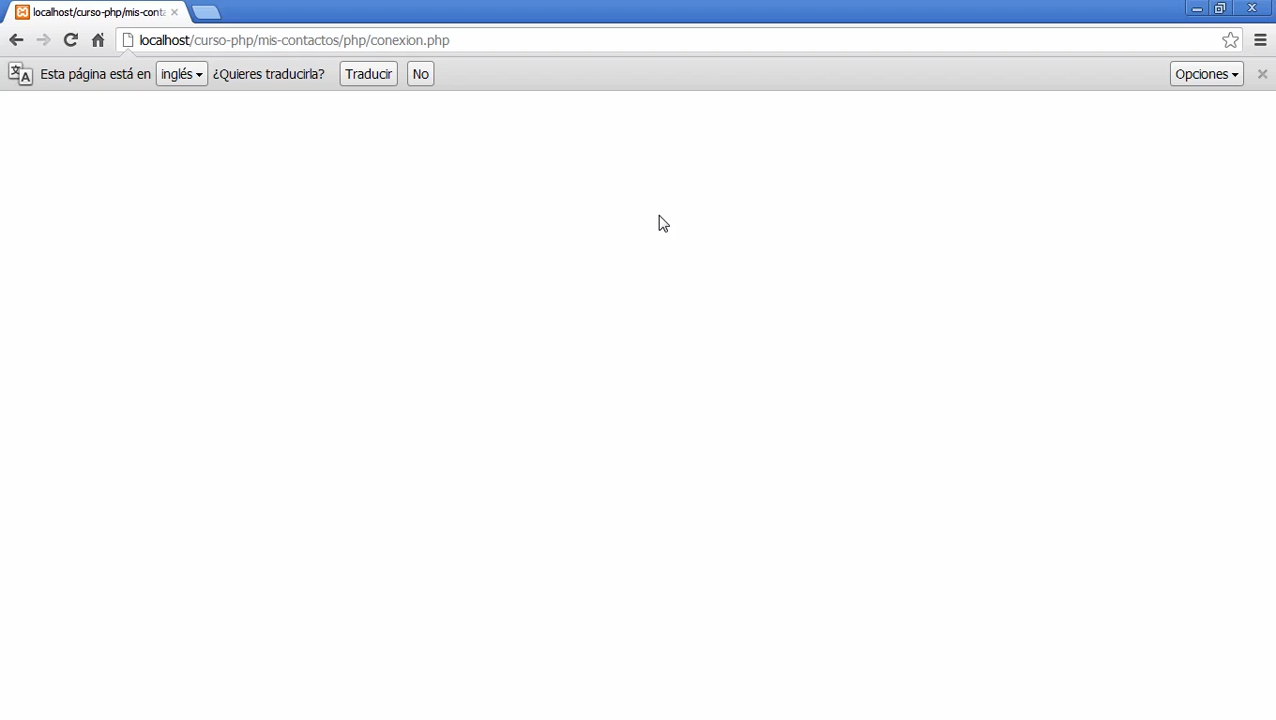 localhost/curso-php/mis-conta
localhost/curso-php/mis-contactos/php/conexion.php
Esta página está en inglés ¿Quieres traducirla? Traducir No Opciones